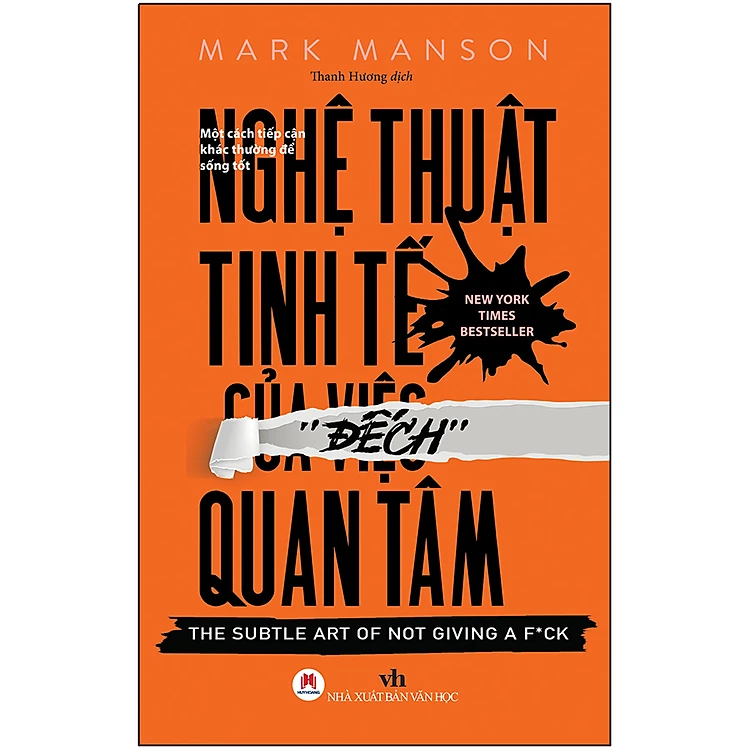 MARK MANSON
Thanh Hương dịch
NGHỆ THUẬT
Một cách tiếp cận
khác thường để
sống tốt
TINH TẾ
NEW YORK
TIMES
BESTSELLER
CỦA VIỆC
"ĐẾCH"
QUAN TÂM
THE SUBTLE ART OF NOT GIVING A F*CK
HUYHOANG
vh
NHÀ XUẤT BẢN VĂN HỌC